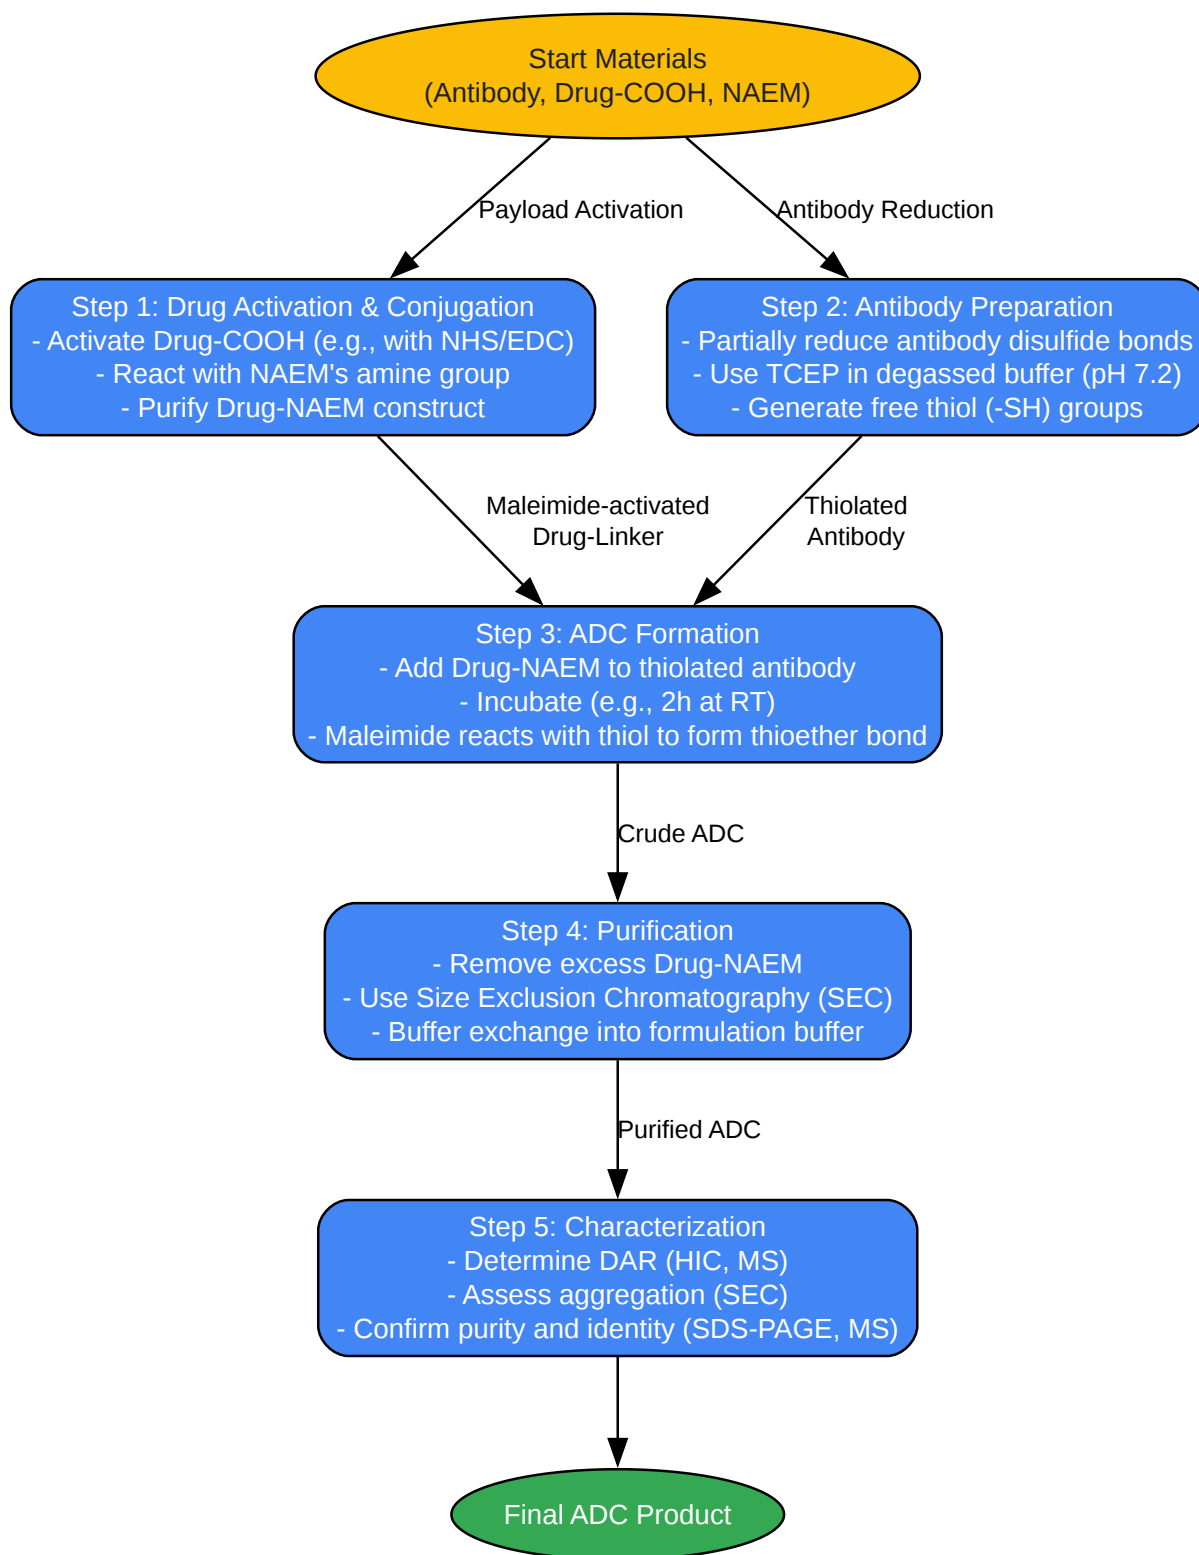 Start Materials
(Antibody, Drug-COOH, NAEM)
Payload Activation
Antibody Reduction
Step 1: Drug Activation & Conjugation
- Activate Drug-COOH (e.g., with NHS/EDC)
- React with NAEM's amine group
- Purify Drug-NAEM construct
Step 2: Antibody Preparation
- Partially reduce antibody disulfide bonds
- Use TCEP in degassed buffer (pH 7.2)
- Generate free thiol (-SH) groups
Maleimide-activated
Drug-Linker
Thiolated
Antibody
Step 3: ADC Formation
- Add Drug-NAEM to thiolated antibody
- Incubate (e.g., 2h at RT)
- Maleimide reacts with thiol to form thioether bond
Crude ADC
Step 4: Purification
- Remove excess Drug-NAEM
- Use Size Exclusion Chromatography (SEC)
- Buffer exchange into formulation buffer
Purified ADC
Step 5: Characterization
- Determine DAR (HIC, MS)
- Assess aggregation (SEC)
- Confirm purity and identity (SDS-PAGE, MS)
Final ADC Product